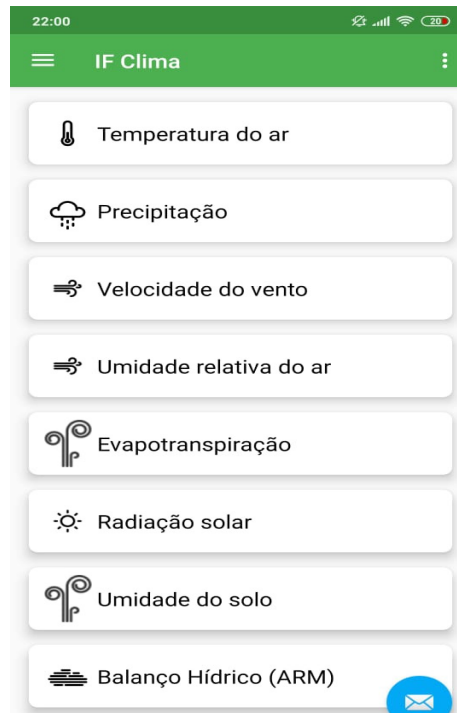 22:00
20
IF Clima
Temperatura do ar
Precipitação
Velocidade do vento
Umidade relativa do ar
Evapotranspiração
Radiação solar
Umidade do solo
Balanço Hídrico (ARM)